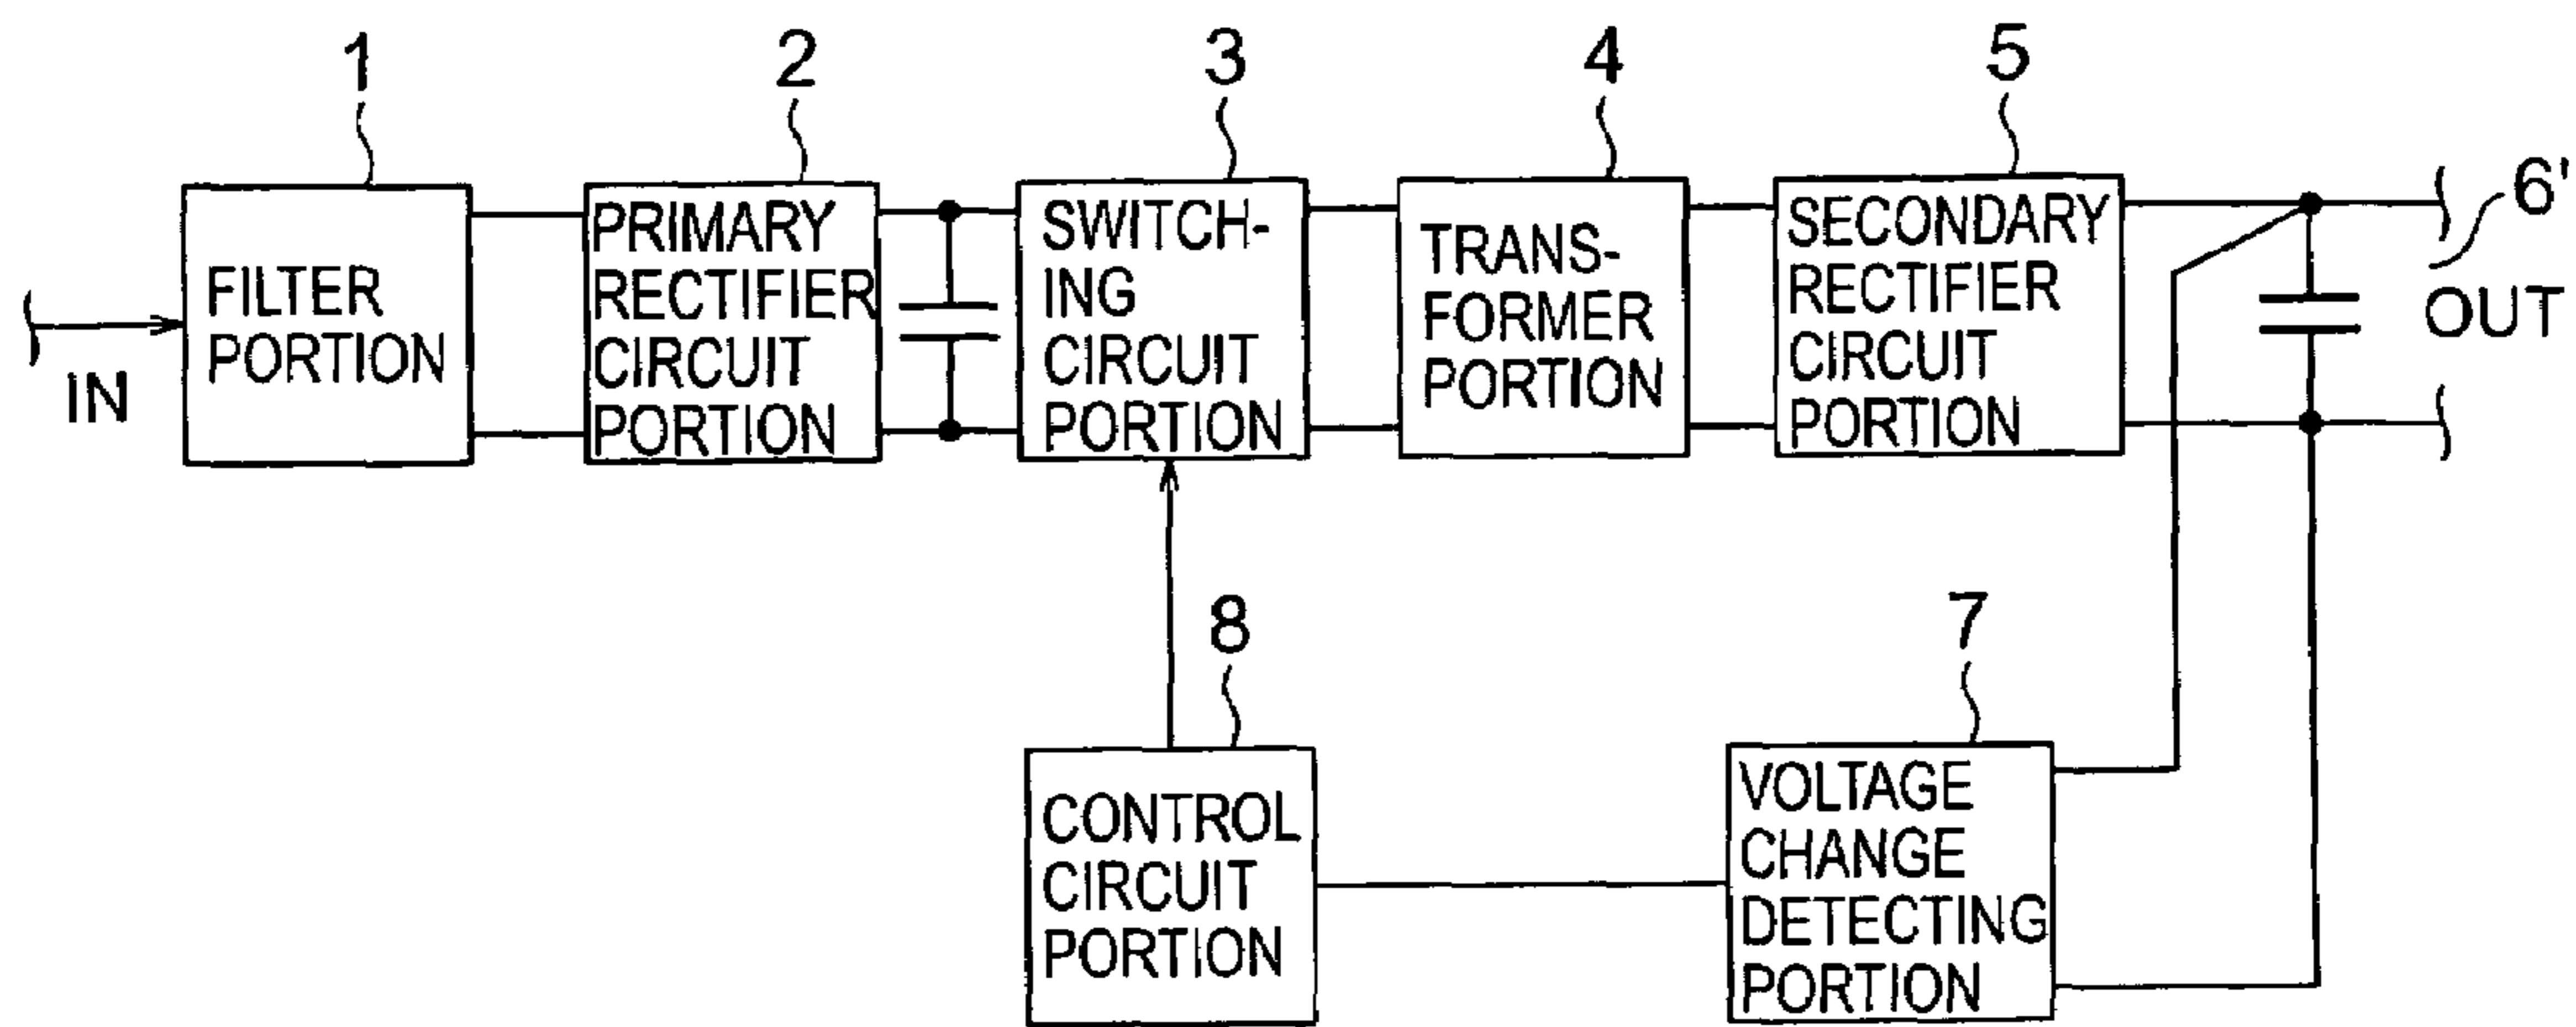 1
2
3
4
5
6'
IN
FILTER
PORTION
PRIMARY
RECTIFIER
CIRCUIT
PORTION
SWITCH-
ING
CIRCUIT
PORTION
TRANS-
FORMER
PORTION
SECONDARY
RECTIFIER
CIRCUIT
PORTION
OUT
8
7
CONTROL
CIRCUIT
PORTION
VOLTAGE
CHANGE
DETECTING
PORTION